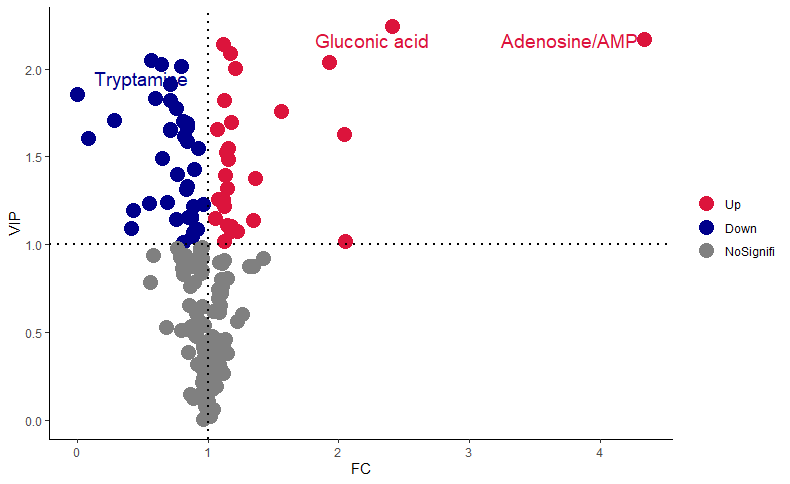 Gluconic acid
Adenosine/AMP
Tryptamine
2.0
1.5
1.0
0.5
0.0
VIP
0
1
2
3
4
FC
Up
Down
NoSignifi